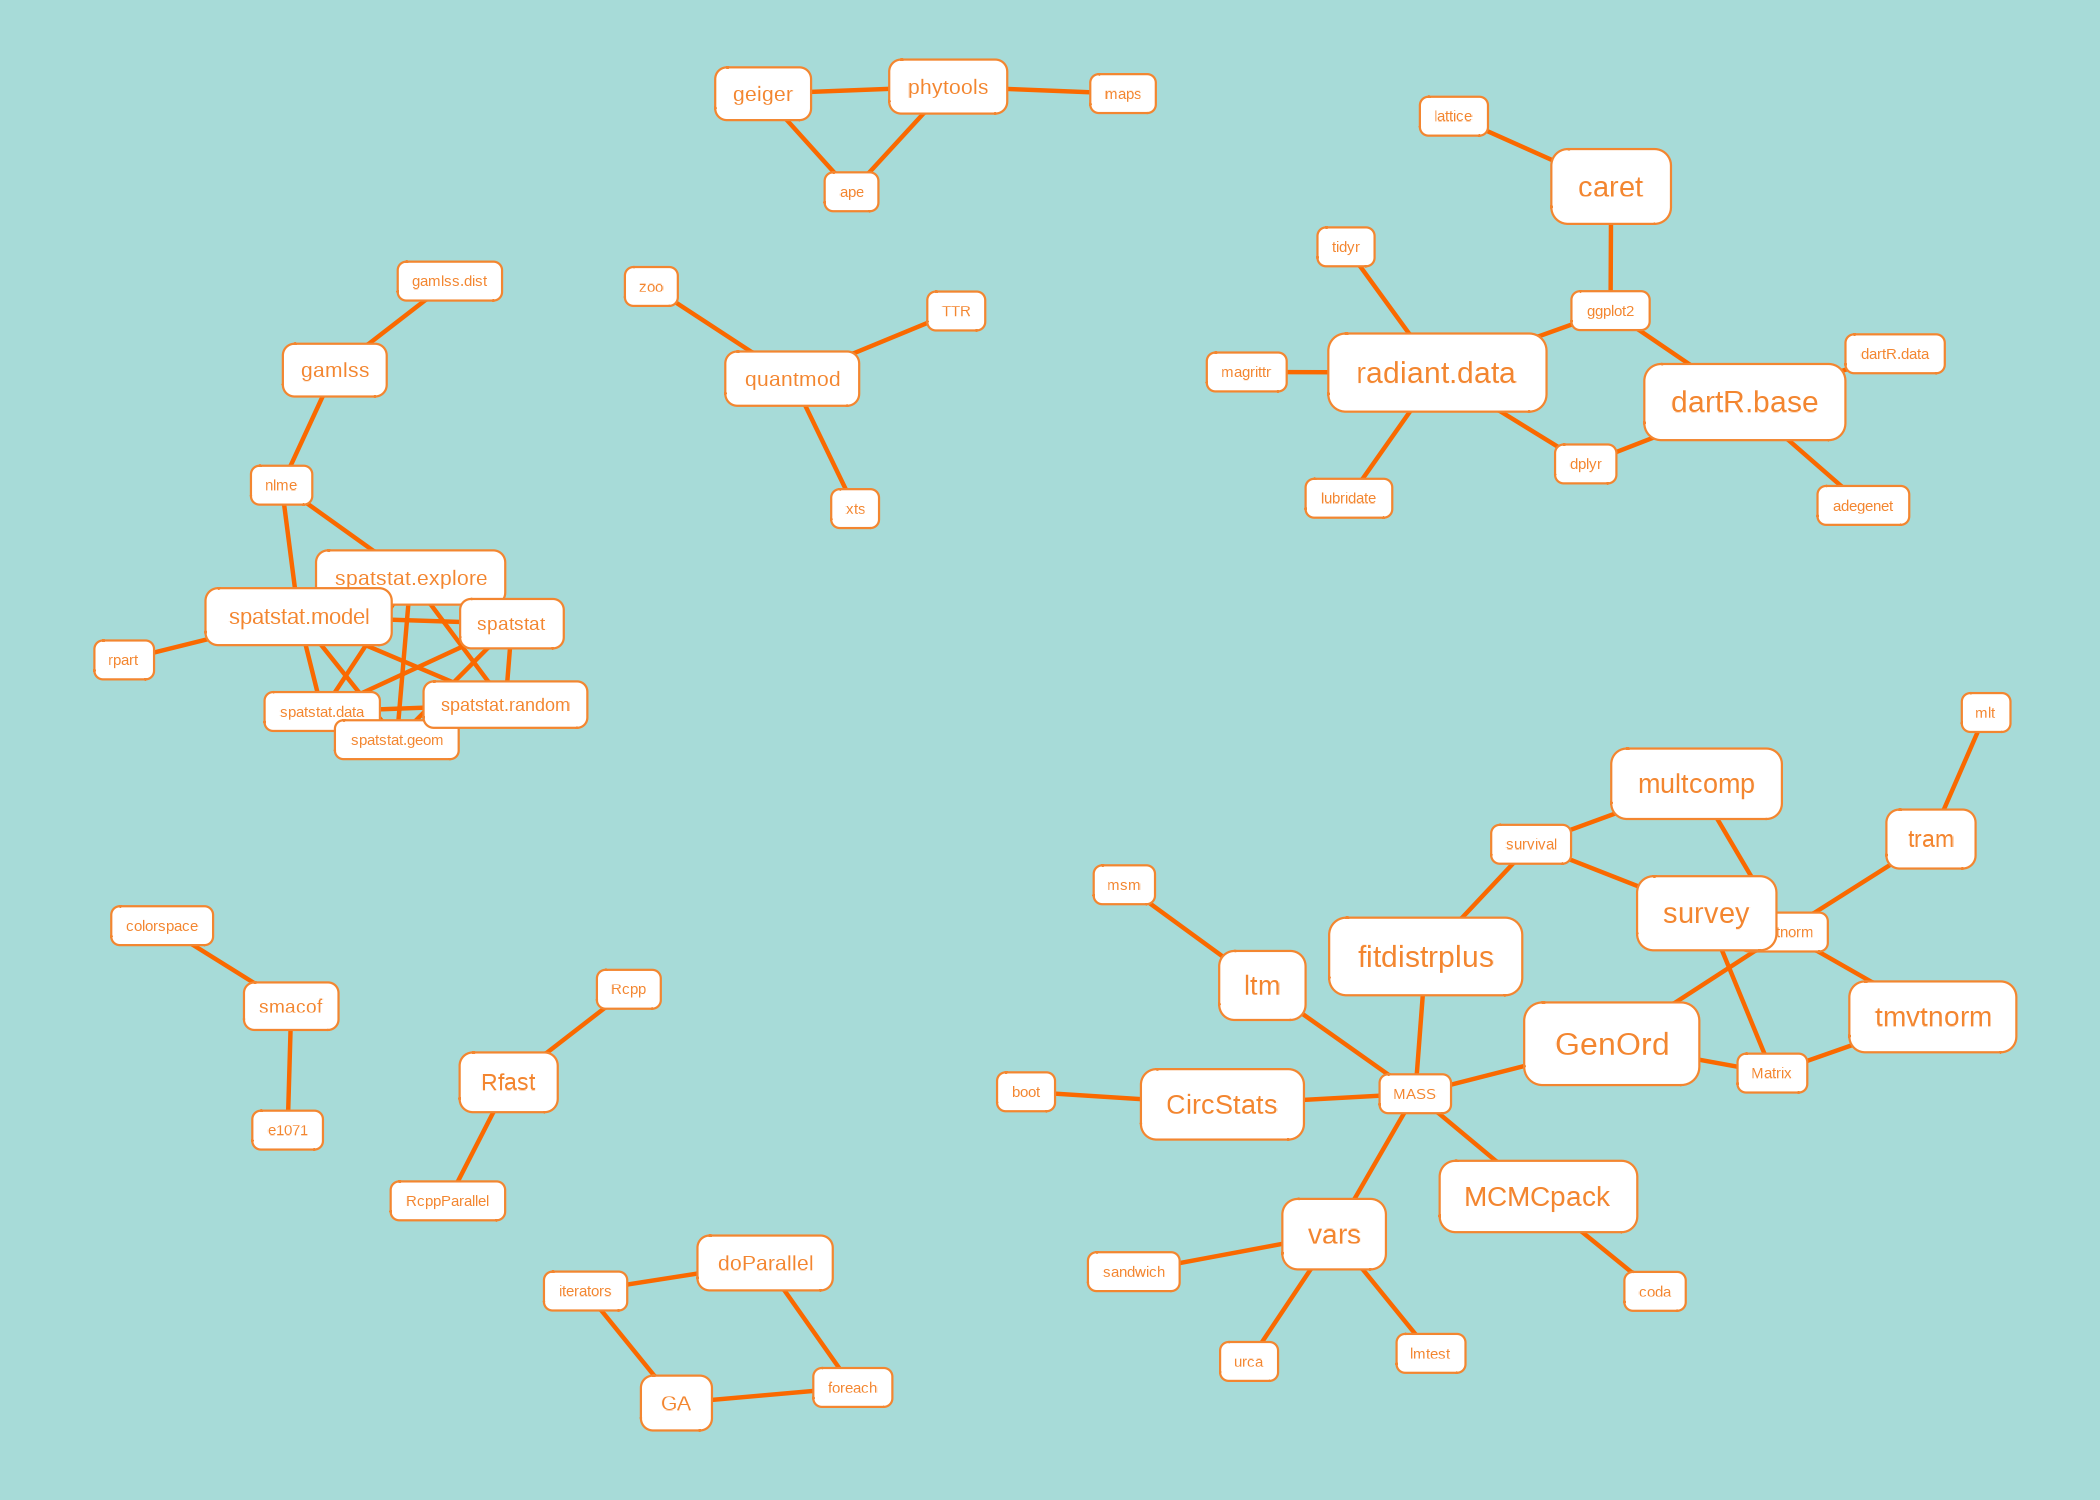 geiger
phytools
maps
ape
lattice
caret
tidyr
ggplot2
magrittr
radiant.data
dartR.data
dartR.base
dplyr
lubridate
adegenet
gamlss.dist
gamlss
zoo
TTR
quantmod
xts
nlme
spatstat.explore
spatstat.model
spatstat
rpart
spatstat.data
spatstat.random
spatstat.geom
mlt
multcomp
tram
survival
msm
survey
tnorm
fitdistrplus
ltm
tmvtnorm
GenOrd
Matrix
boot
CircStats
MASS
MCMCpack
vars
sandwich
coda
urca
lmtest
colorspace
smacof
e1071
Rcpp
Rfast
RcppParallel
doParallel
iterators
GA
foreach